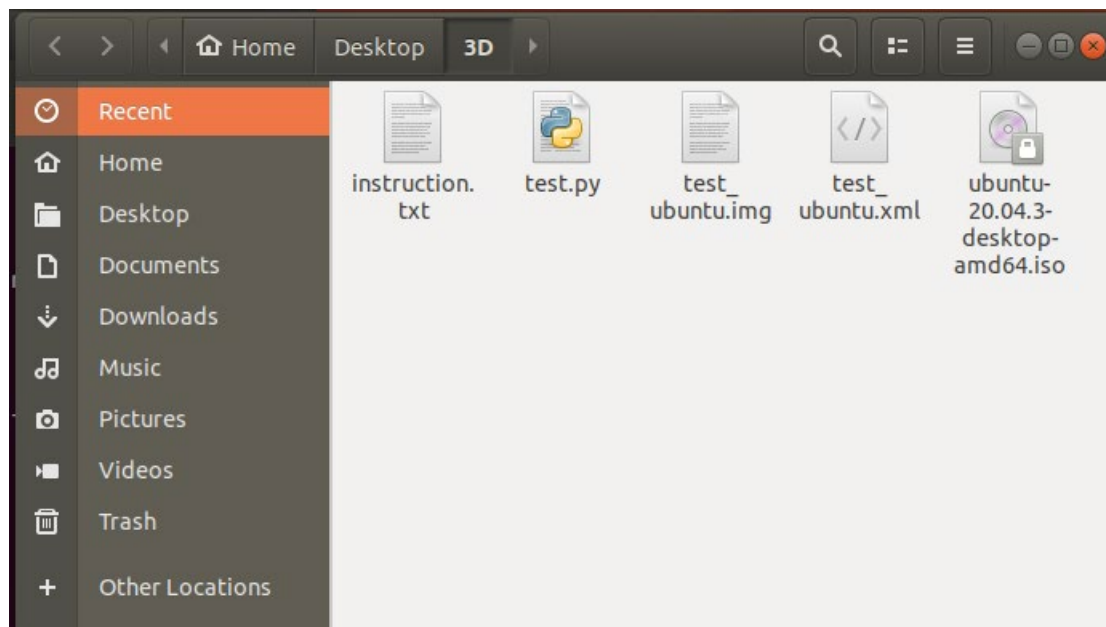 Home Desktop 3D
Recent
Home
Desktop
Documents
Downloads
Music
Pictures
Videos
Trash
Other Locations
instruction.
txt
test.py
test_
ubuntu.img
test_
ubuntu.xml
ubuntu-
20.04.3-
desktop-
amd64.iso